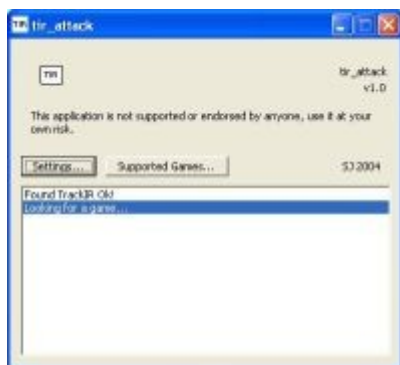 TIR tir_attack
TIR
tir_attack
v1.0
This application is not supported or endorsed by anyone, use it at your
own risk.
Settings... Supported Games... SJ 2004
Found TrackIR Ok!
Looking for a game...